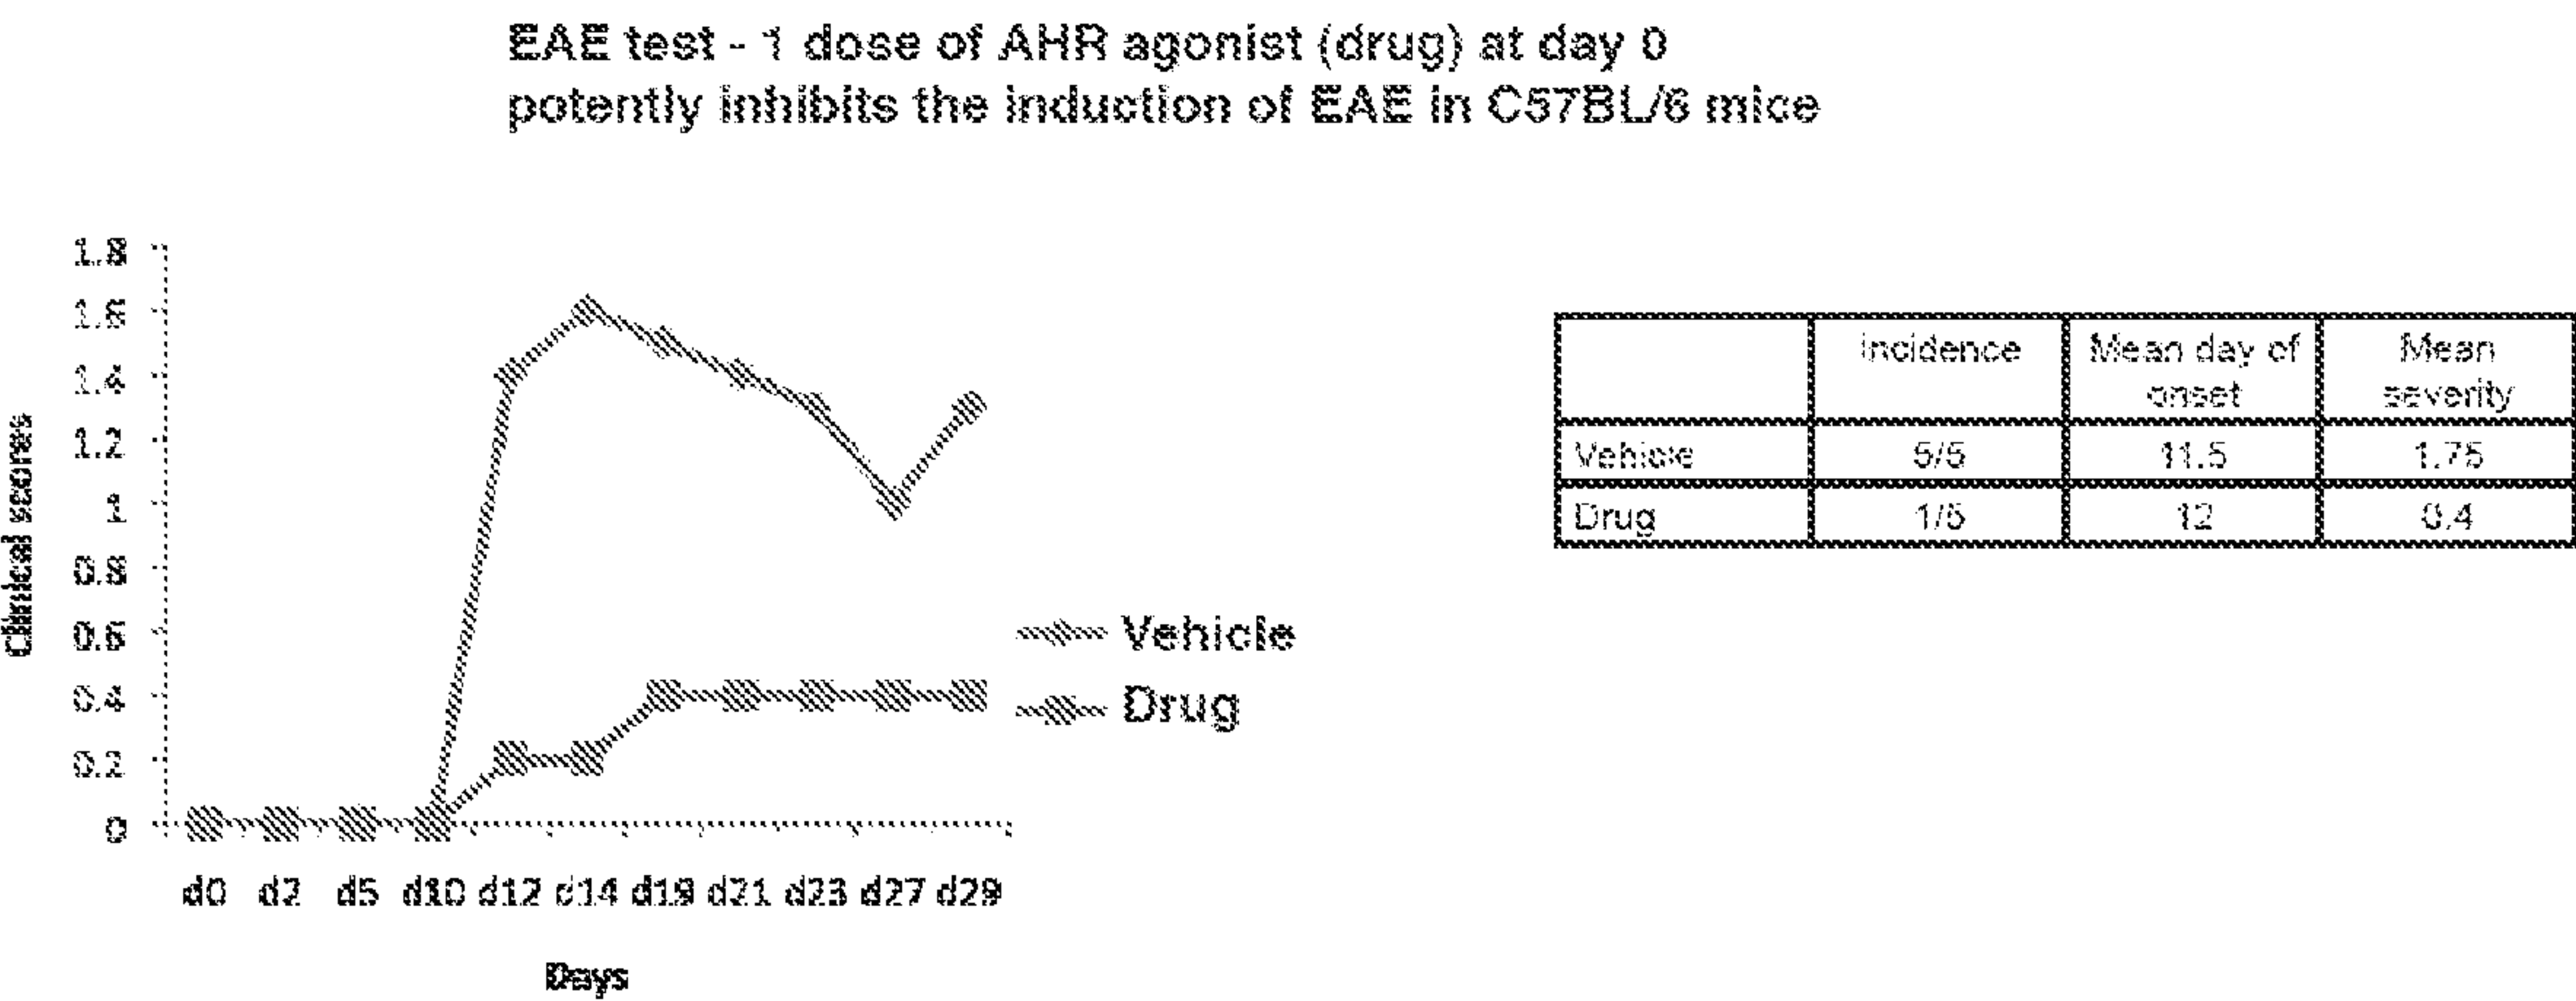 EAE test - 1 dose of AHR agonist (drug) at day 0
potently inhibits the induction of EAE in C57BL/6 mice
1.8
1.6
1.4
1.2
1
0.8
0.6
0.4
0.2
0
Clinical scores
d0 d2 d5 d10 d12 d14 d19 d21 d23 d27 d29
Days
Vehicle
Drug
Incidence Mean day of onset Mean severity
Vehicle 5/5 11.5 1.75
Drug 1/5 12 0.4